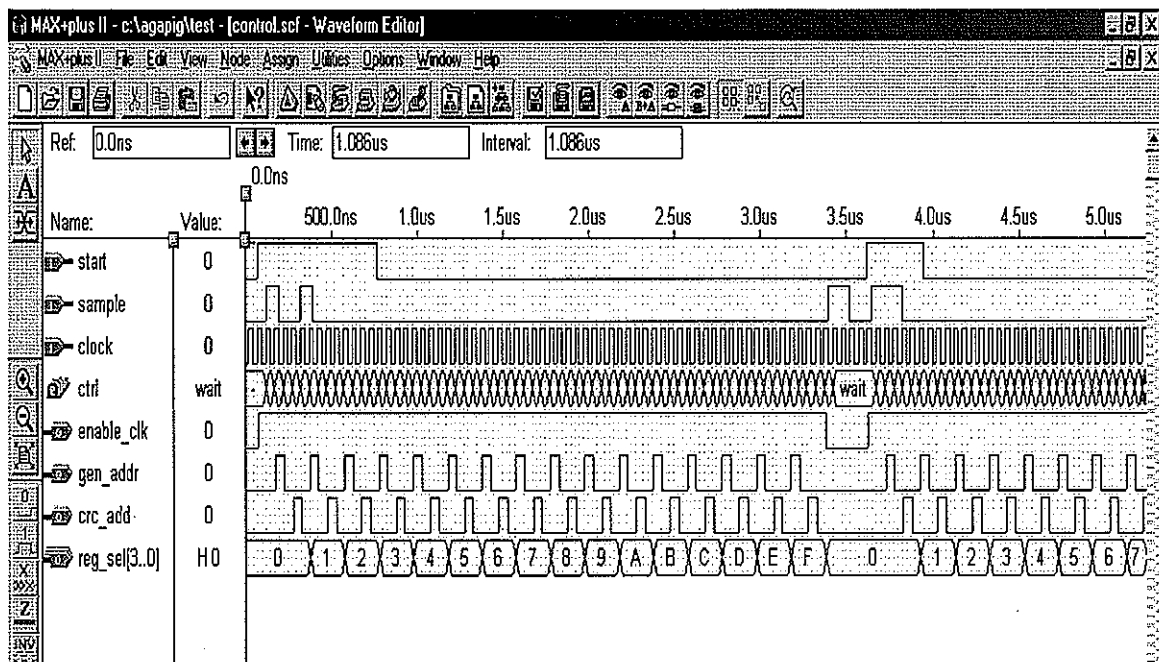 MAX+plus II - c:\agapig\test - [control.scf - Waveform Editor]
MAX+plus II File Edit View Node Assign Utilities Options Window Help
Ref: 0.0ns Time: 1.086us Interval: 1.086us
0.0ns
Name: Value: 500.0ns 1.0us 1.5us 2.0us 2.5us 3.0us 3.5us 4.0us 4.5us 5.0us
start 0
sample 0
clock 0
ctrl wait wait
enable_clk 0
gen_addr 0
crc_add 0
reg_sel[3..0] H 0 0 1 2 3 4 5 6 7 8 9 A B C D E F 0 1 2 3 4 5 6 7